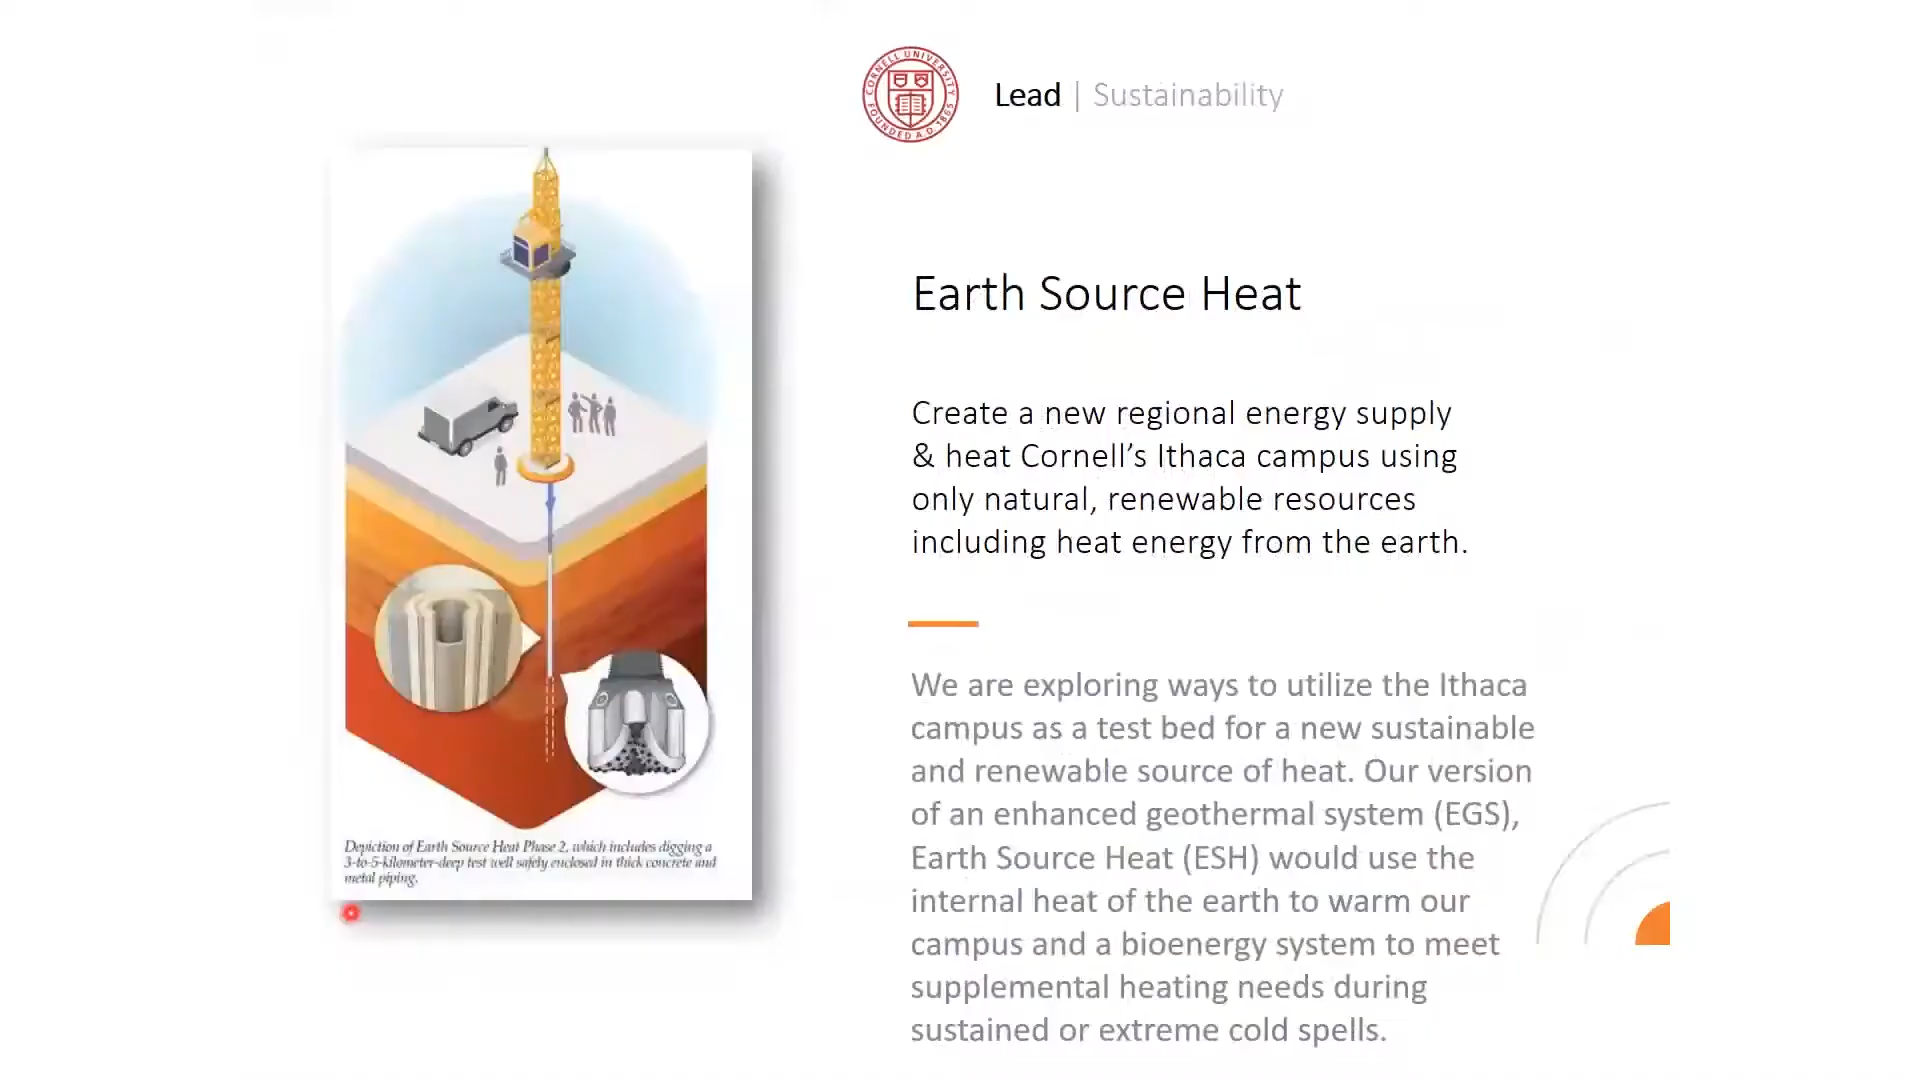 CORNELL UNIVERSITY
FOUNDED A.D. 1865
Lead | Sustainability
Earth Source Heat
Create a new regional energy supply
& heat Cornell’s Ithaca campus using
only natural, renewable resources
including heat energy from the earth.
We are exploring ways to utilize the Ithaca
campus as a test bed for a new sustainable
and renewable source of heat. Our version
of an enhanced geothermal system (EGS),
Earth Source Heat (ESH) would use the
internal heat of the earth to warm our
campus and a bioenergy system to meet
supplemental heating needs during
sustained or extreme cold spells.
Depiction of Earth Source Heat Phase 2, which includes digging a
3-to-5-kilometer-deep test well safely enclosed in thick concrete and
metal piping.